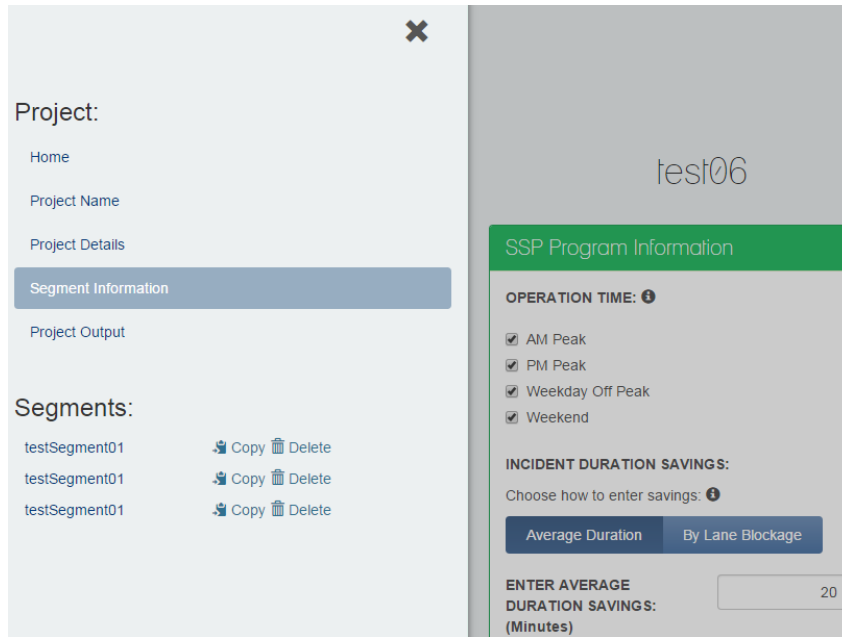 Project:
Home
Project Name
Project Details
Segment Information
Project Output
Segments:
testSegment01 Copy Delete
testSegment01 Copy Delete
testSegment01 Copy Delete
test06
SSP Program Information
OPERATION TIME:
AM Peak
PM Peak
Weekday Off Peak
Weekend
INCIDENT DURATION SAVINGS:
Choose how to enter savings:
Average Duration By Lane Blockage
ENTER AVERAGE
DURATION SAVINGS: 20
(Minutes)